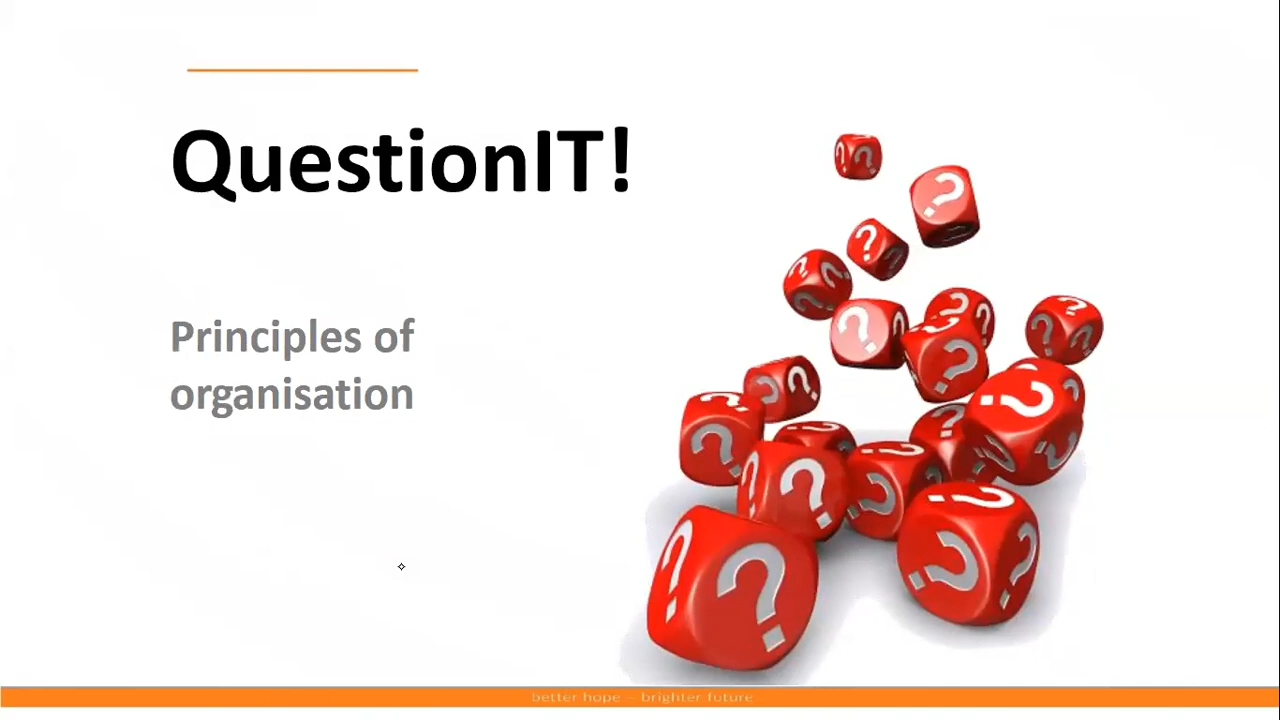 QuestionIT!
Principles of
organisation
better hope – brighter future